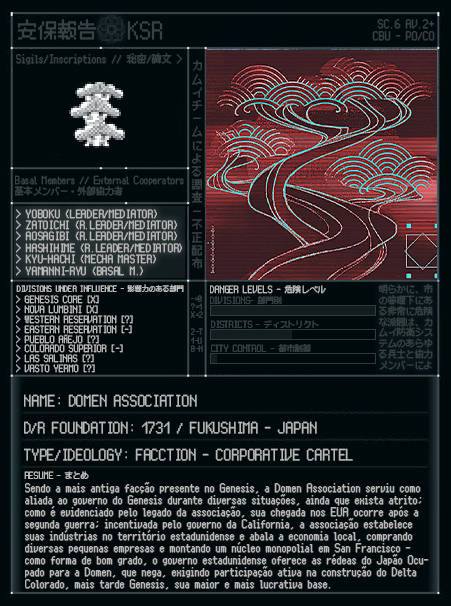 安保報告 KSR
SC.6 AV.2+
CBU - PO/CO
Sigils/Inscriptions // 秘密/碑文 >
Basal Members // External Cooperators
基本メンバー・外部協力者
> YOBOKU (LEADER/MEDIATOR)
> ZATOICHI (R.LEADER/MEDIATOR)
> AOSAGIBI (R.LEADER/MEDIATOR)
> HASHIHIME (R.LEADER/MEDIATOR)
> KYU-HACHI (MECHA MASTER)
> YAMANNI-RYU (BASAL M.)
カムイチームによる調査 - 不正配布
DIVISIONS UNDER INFLUENCE - 影響力のある部門
> GENESIS CORE [X]
> NOVA LUMBINI [X]
> WESTERN RESERVATION [?]
> EASTERN RESERVATION [-]
> PUEBLO AÑEJO [?]
> COLORADO SUPERIOR [-]
> LAS SALINAS [?]
> VASTO YERMO [?]
DANGER LEVELS - 危険レベル
DIVISIONS- 部門別
DISTRICTS - ディストリクト
CITY CONTROL - 都市制御
明らかに、市
NAME: DOMEN ASSOCIATION
D/R FOUNDATION: 1731 / FUKUSHIMA - JAPAN
TYPE/IDEOLOGY: FACCTION - CORPORATIVE CARTEL
RESUME - まとめ
Sendo a mais antiga facção presente no Genesis, a Domen Association serviu como
aliada ao governo do Genesis durante diversas situações, ainda que exista atrito;
como é evidenciado pelo legado da associação, sua chegada nos EUA ocorre após a
segunda guerra; incentivada pelo governo da California, a associação estabelece
suas indústrias no território estadunidense e abala a economia local, comprando
diversas pequenas empresas e montando um núcleo monopolial em San Francisco -
como forma de bom grado, o governo estadunidense oferece as rédeas do Japão Ocu-
pado para a Domen, que nega, exigindo participação ativa na construção do Delta
Colorado, mais tarde Genesis, sua maior e mais lucrativa base.